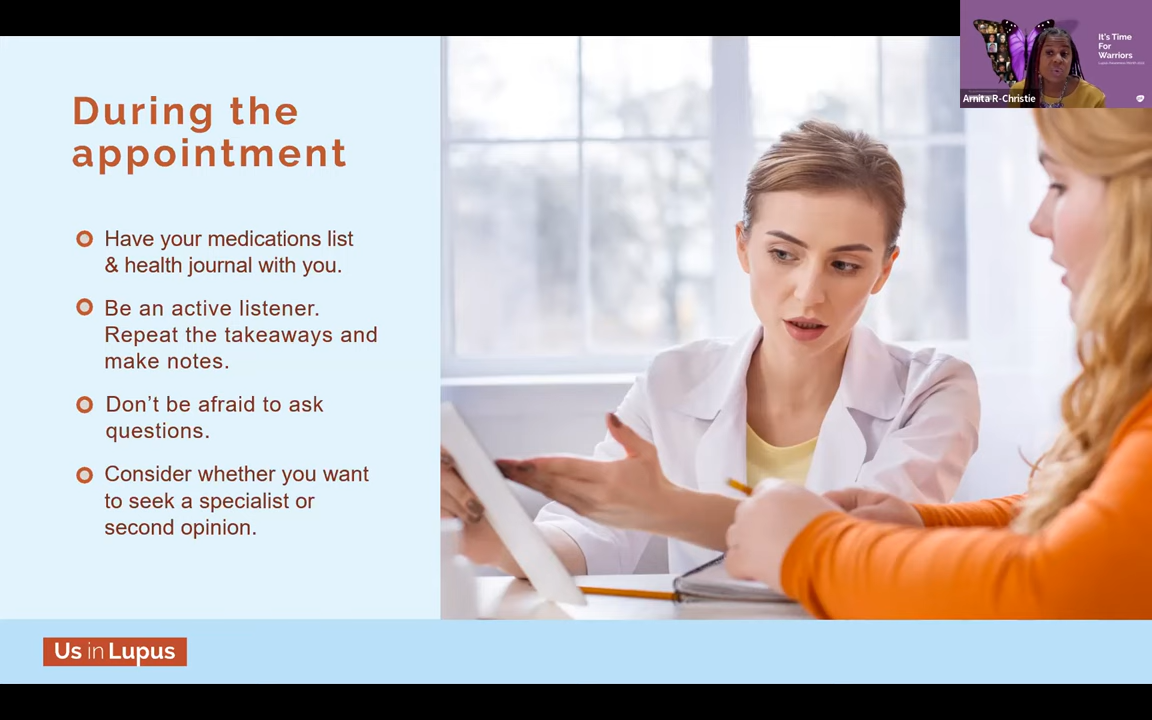 During the
appointment
Have your medications list
& health journal with you.
Be an active listener.
Repeat the takeaways and
make notes.
Don’t be afraid to ask
questions.
Consider whether you want
to seek a specialist or
second opinion.
Us in Lupus
It's Time
For
Warriors
Arnita R-Christie